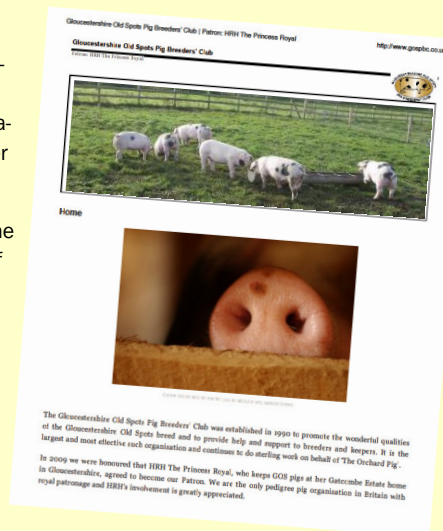 -
a-
r
ne
f
Gloucestershire Old Spots Pig Breeders' Club | Patron: HRH The Princess Royal
http://www.gospbc.co.u
Gloucestershire Old Spots Pig Breeders' Club
Patron: HRH The Princess Royal
Home
The Gloucestershire Old Spots Pig Breeders' Club was established in 1990 to promote the wonderful qualities
of the Gloucestershire Old Spots breed and to provide help and support to breeders and keepers. It is the
largest and most effective such organisation and continues to do sterling work on behalf of 'The Orchard Pig'.
In 2009 we were honoured that HRH The Princess Royal, who keeps GOS pigs at her Gatcombe Estate home
in Gloucestershire, agreed to become our Patron. We are the only pedigree pig organisation in Britain with
royal patronage and HRH's involvement is greatly appreciated.